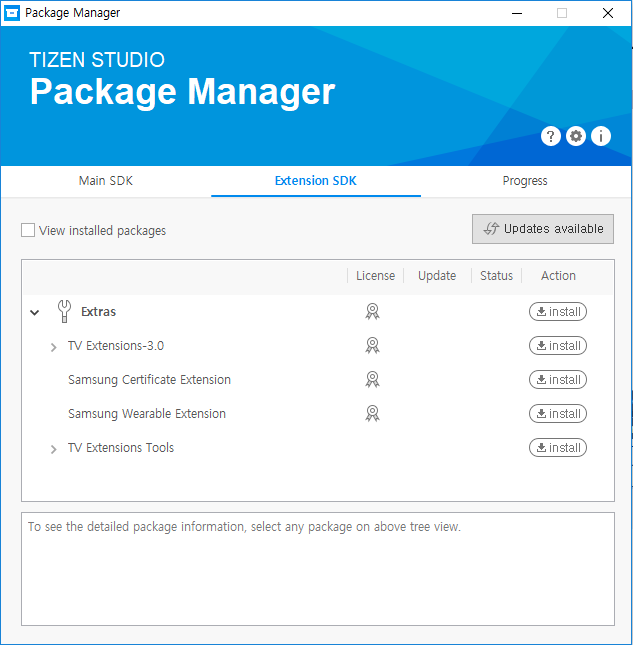 Package Manager
TIZEN STUDIO
Package Manager
? i
Main SDK Extension SDK Progress
View installed packages Updates available
License Update Status Action
Extras install
TV Extensions-3.0 install
Samsung Certificate Extension install
Samsung Wearable Extension install
TV Extensions Tools install
To see the detailed package information, select any package on above tree view.